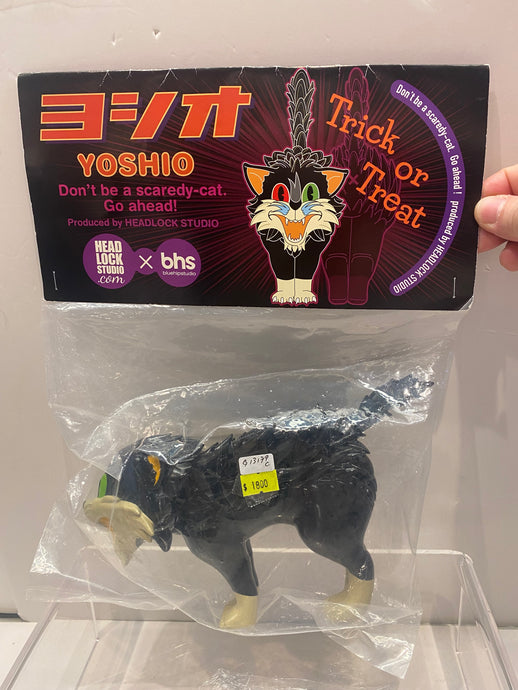 ヨシオ
YOSHIO
Don't be a scaredy-cat.
Go ahead!
Produced by HEADLOCK STUDIO
HEAD
LOCK
STUDIO
.com
×
bhs
bluehipstudio
Trick
or
Treat
Don't be a scaredy-cat. Go ahead! produced by HEADLOCK STUDIO
$ 1800